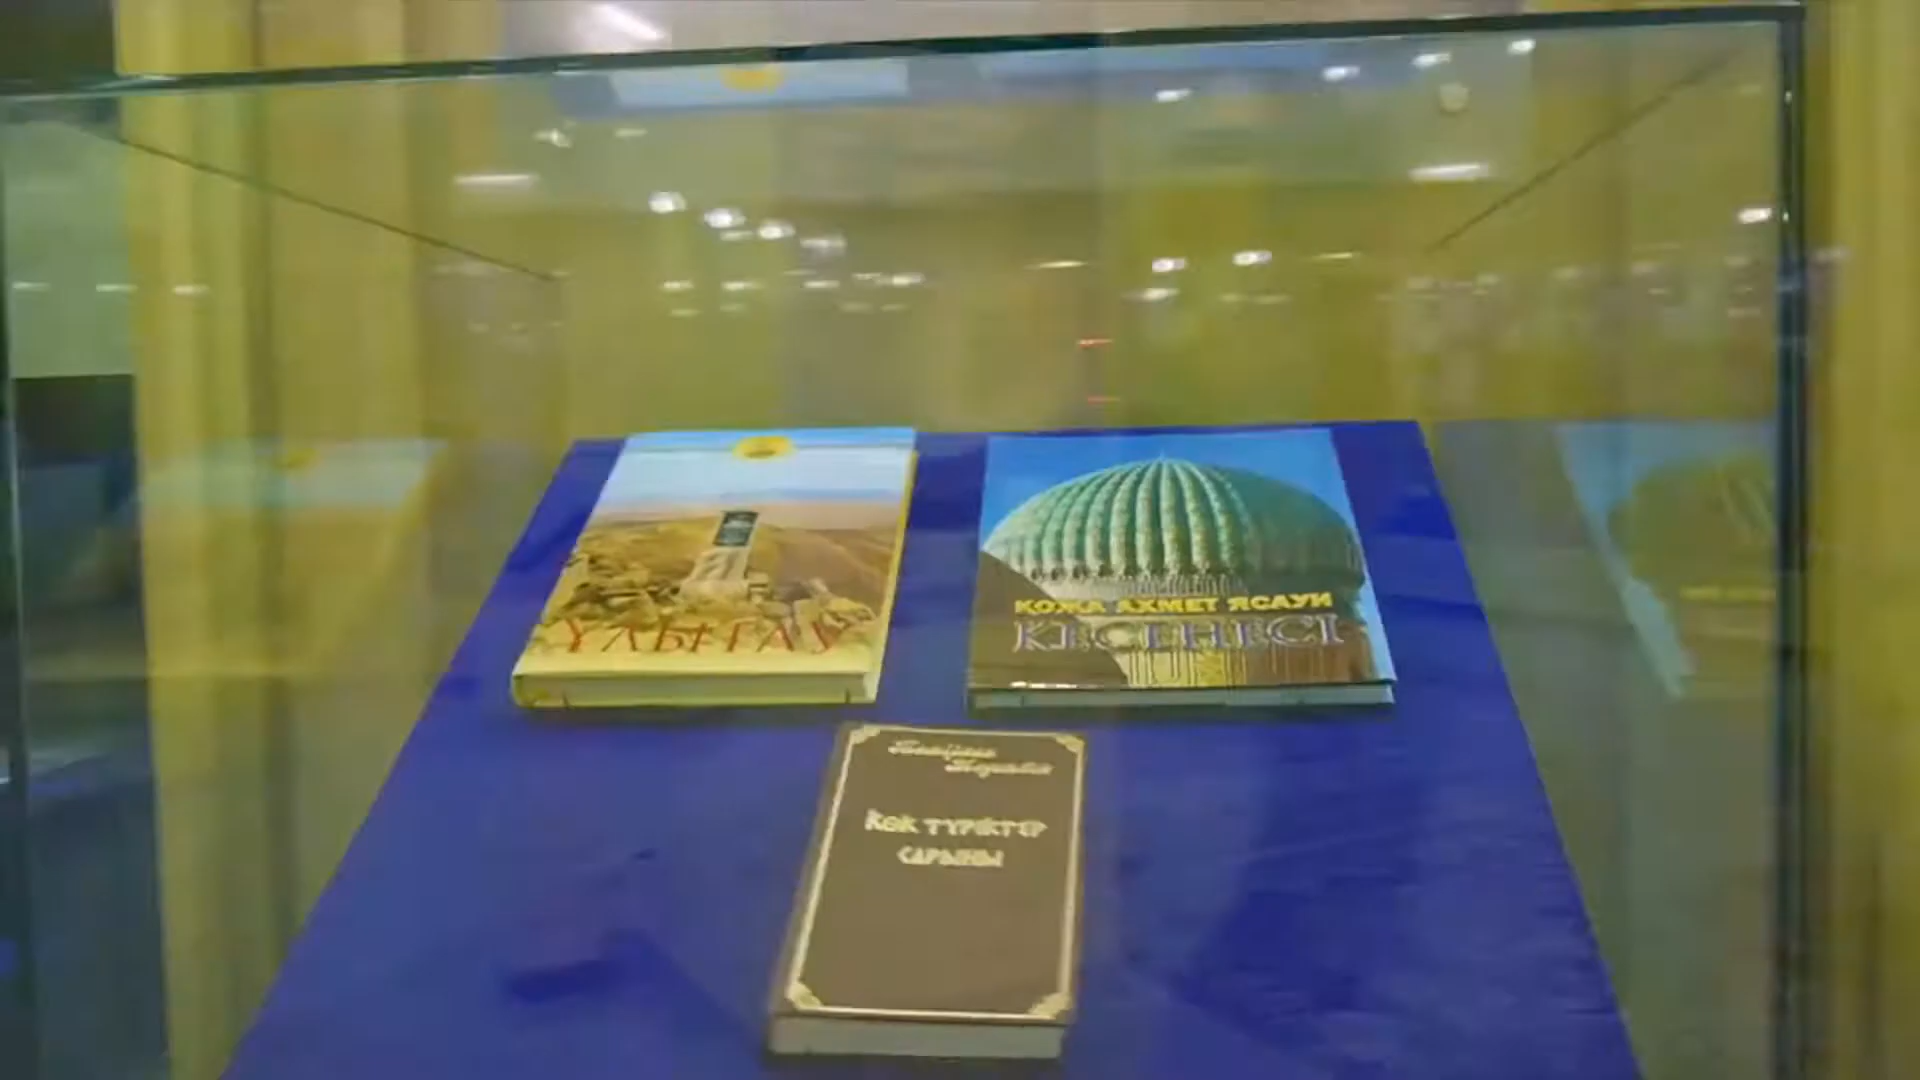 ҰЛЫТАУ
ҚОЖА АХМЕТ ЯСАУИ
КЕСЕНЕСІ
Көк түріктер
сарыны